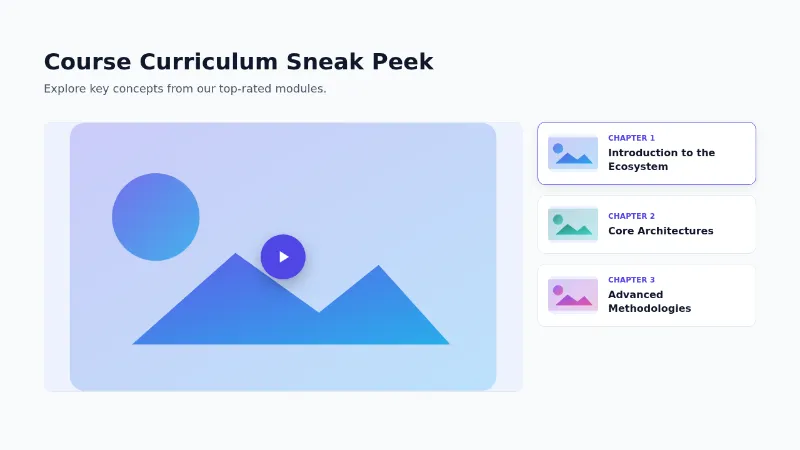 Course Curriculum Sneak Peek
Explore key concepts from our top-rated modules.
CHAPTER 1
Introduction to the
Ecosystem
CHAPTER 2
Core Architectures
CHAPTER 3
Advanced
Methodologies